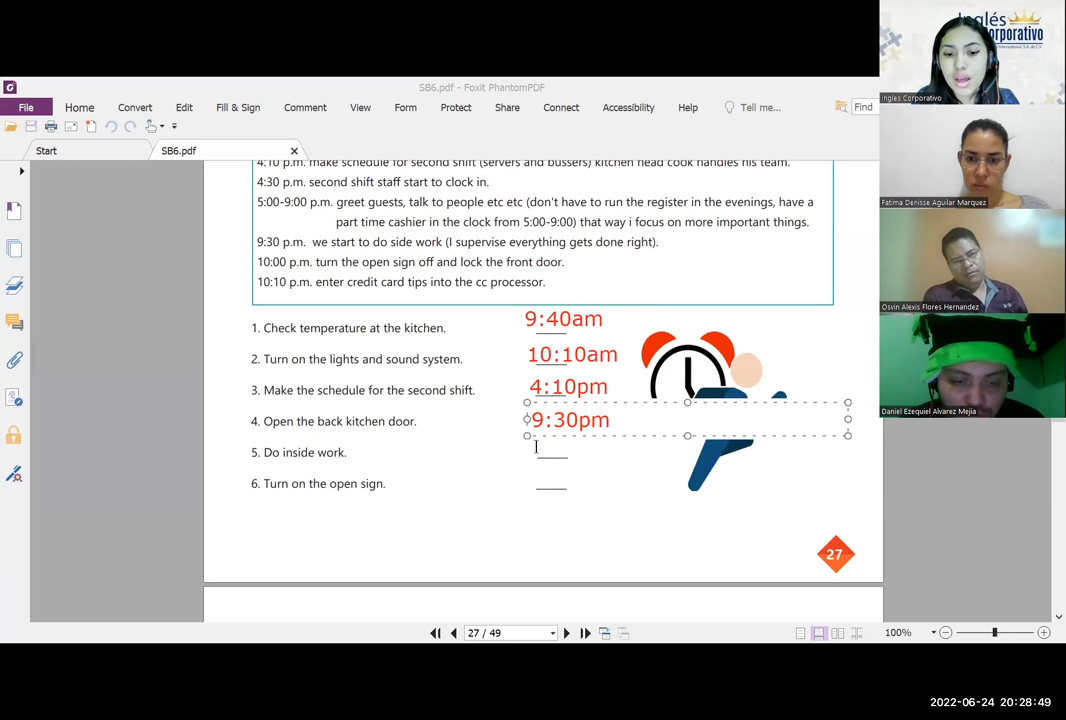 Inglés
Corporativo
International S.A. de C.V.
Inglés Corporativo
Fatima Denisse Aguilar Marquez
Osvin Alexis Flores Hernandez
Daniel Ezequiel Alvarez Mejia
SB6.pdf - Foxit PhantomPDF
File Home Convert Edit Fill & Sign Comment View Form Protect Share Connect Accessibility Help Tell me... Find
Start SB6.pdf
4:10 p.m. make schedule for second shift (servers and bussers) kitchen head cook handles his team.
4:30 p.m. second shift staff start to clock in.
5:00-9:00 p.m. greet guests, talk to people etc etc (don't have to run the register in the evenings, have a
part time cashier in the clock from 5:00-9:00) that way i focus on more important things.
9:30 p.m. we start to do side work (I supervise everything gets done right).
10:00 p.m. turn the open sign off and lock the front door.
10:10 p.m. enter credit card tips into the cc processor.
1. Check temperature at the kitchen. 9:40am
2. Turn on the lights and sound system. 10:10am
3. Make the schedule for the second shift. 4:10pm
4. Open the back kitchen door. 9:30pm
5. Do inside work. ____
6. Turn on the open sign. ____
27
27 / 49
100%
2022-06-24 20:28:49